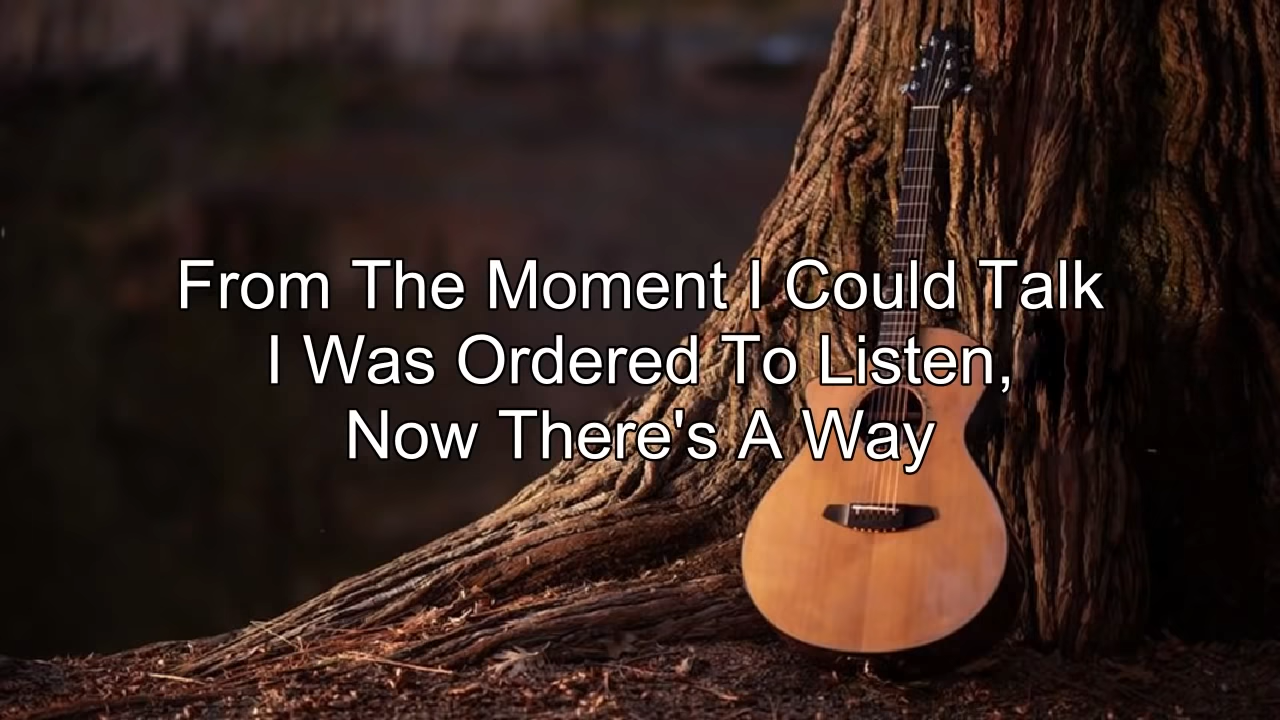 From The Moment I Could Talk
I Was Ordered To Listen,
Now There's A Way